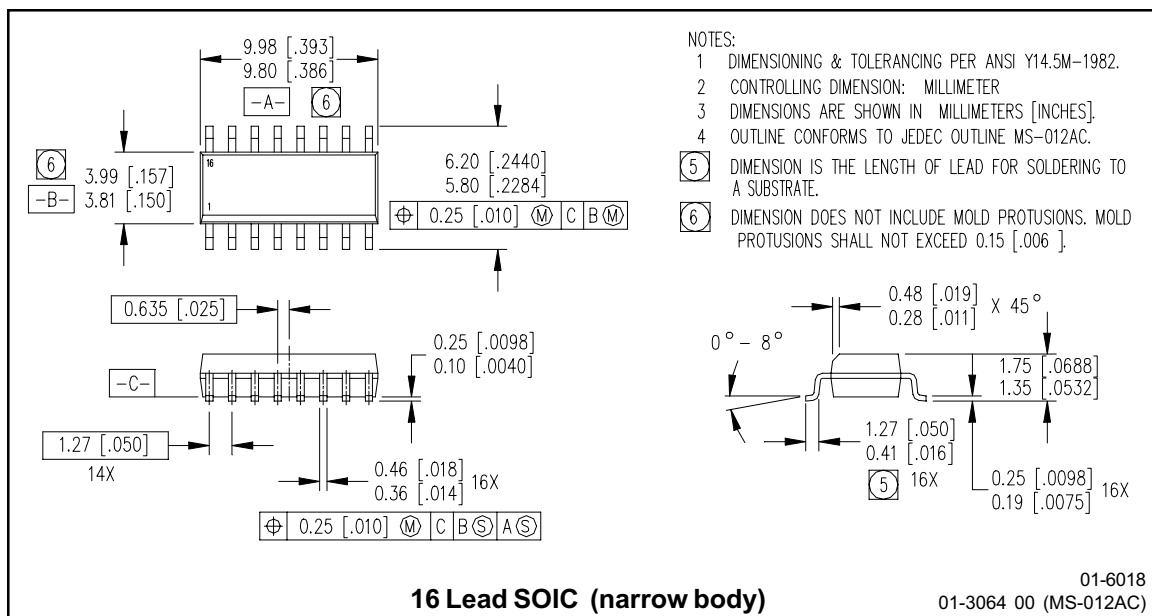 9.98 [.393]
9.80 [.386]
-A- 6
16
1
6
3.99 [.157]
-B- 3.81 [.150]
6.20 [.2440]
5.80 [.2284]
⌖ 0.25 [.010] Ⓜ C B Ⓜ
NOTES:
1 DIMENSIONING & TOLERANCING PER ANSI Y14.5M-1982.
2 CONTROLLING DIMENSION: MILLIMETER
3 DIMENSIONS ARE SHOWN IN MILLIMETERS [INCHES].
4 OUTLINE CONFORMS TO JEDEC OUTLINE MS-012AC.
5 DIMENSION IS THE LENGTH OF LEAD FOR SOLDERING TO
A SUBSTRATE.
6 DIMENSION DOES NOT INCLUDE MOLD PROTUSIONS. MOLD
PROTUSIONS SHALL NOT EXCEED 0.15 [.006 ].
0.635 [.025]
0.25 [.0098]
0.10 [.0040]
-C-
1.27 [.050]
14X
0.46 [.018]
0.36 [.014] 16X
⌖ 0.25 [.010] Ⓜ C B Ⓢ A Ⓢ
0.48 [.019]
0.28 [.011] X 45°
0° - 8°
1.75 [.0688]
1.35 [.0532]
1.27 [.050]
0.41 [.016]
5 16X
0.25 [.0098]
0.19 [.0075] 16X
16 Lead SOIC (narrow body)
01-6018
01-3064 00 (MS-012AC)